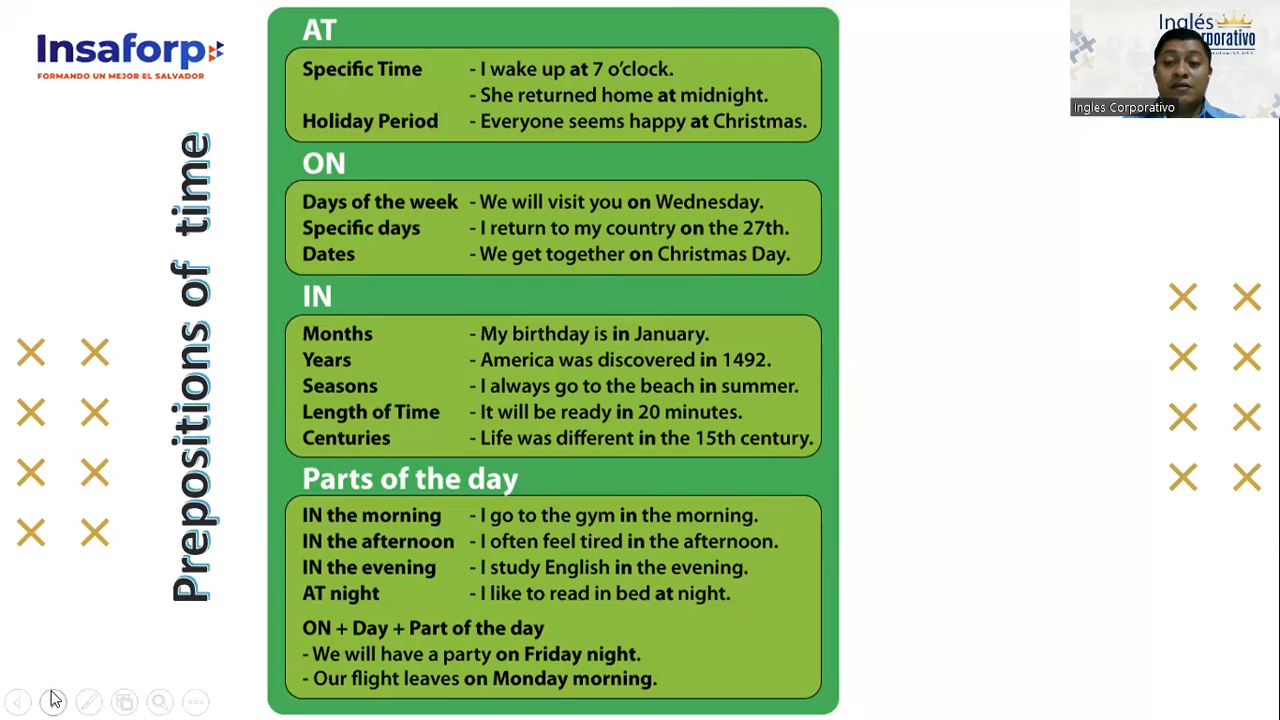 Insaforp
FORMANDO UN MEJOR EL SALVADOR
Prepositions of time
AT
Specific Time - I wake up at 7 o'clock.
- She returned home at midnight.
Holiday Period - Everyone seems happy at Christmas.
ON
Days of the week - We will visit you on Wednesday.
Specific days - I return to my country on the 27th.
Dates - We get together on Christmas Day.
IN
Months - My birthday is in January.
Years - America was discovered in 1492.
Seasons - I always go to the beach in summer.
Length of Time - It will be ready in 20 minutes.
Centuries - Life was different in the 15th century.
Parts of the day
IN the morning - I go to the gym in the morning.
IN the afternoon - I often feel tired in the afternoon.
IN the evening - I study English in the evening.
AT night - I like to read in bed at night.
ON + Day + Part of the day
- We will have a party on Friday night.
- Our flight leaves on Monday morning.
Inglés
Ingles Corporativo